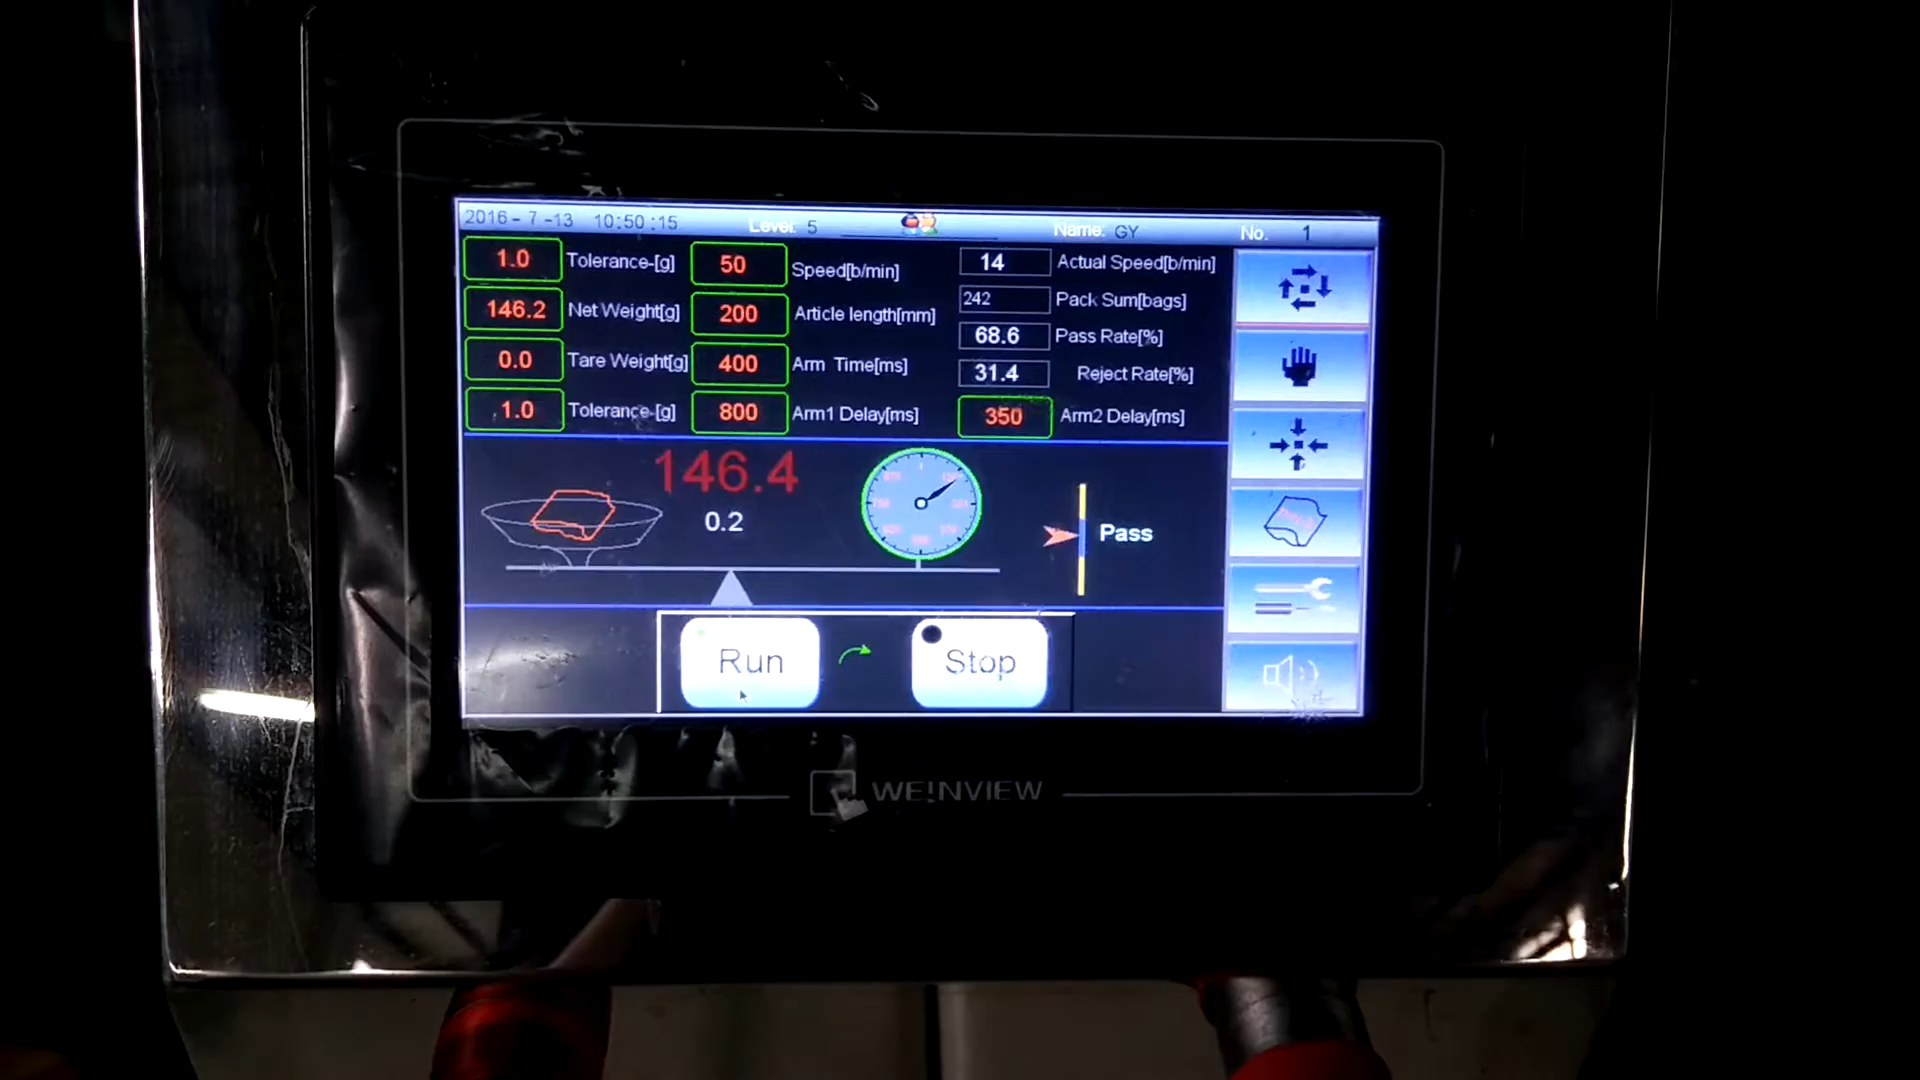 2016 - 7 -13 10:50:15 Level: 5 Name: GY No. 1
1.0 Tolerance-[g] 50 Speed[b/min] 14 Actual Speed[b/min]
146.2 Net Weight[g] 200 Article length[mm] 242 Pack Sum[bags]
0.0 Tare Weight[g] 400 Arm Time[ms] 68.6 Pass Rate[%]
31.4 Reject Rate[%]
1.0 Tolerance-[g] 800 Arm1 Delay[ms] 350 Arm2 Delay[ms]
146.4
0.2
Pass
Run Stop
WE!NVIEW